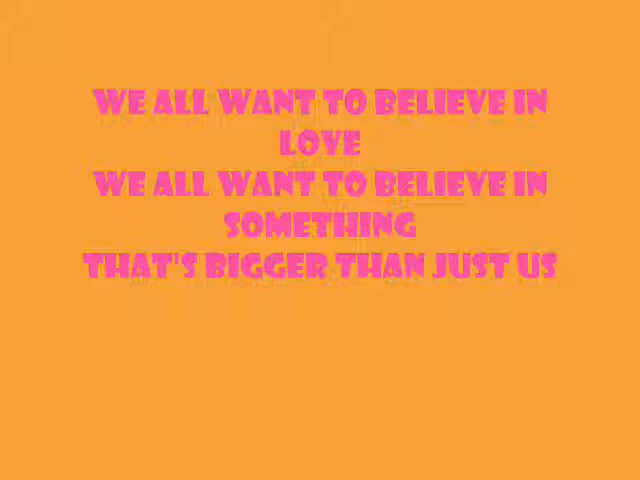 WE ALL WANT TO BELIEVE IN
LOVE
WE ALL WANT TO BELIEVE IN
SOMETHING
THAT'S BIGGER THAN JUST US